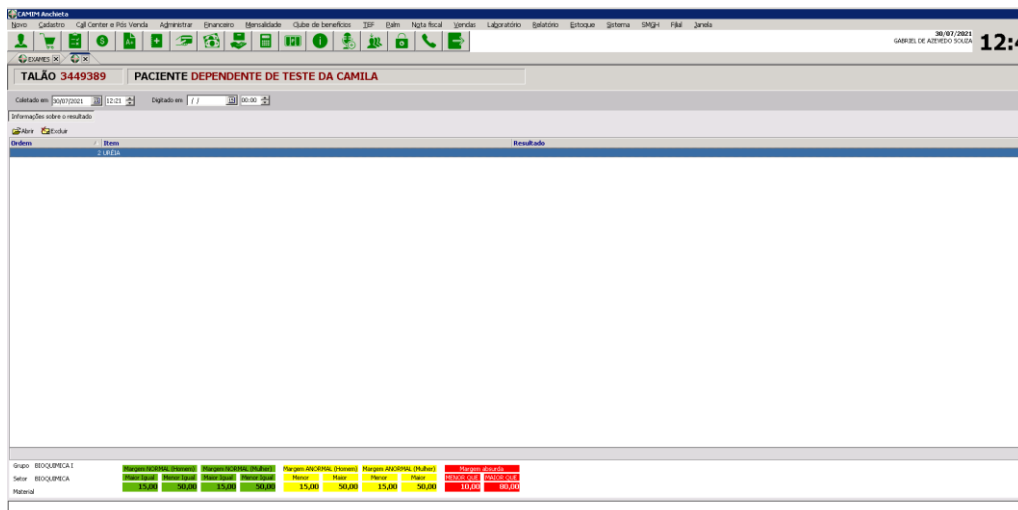 CAMIM Anchieta
Novo Cadastro Call Center e Pós Venda Administrar Financeiro Mensalidade Clube de benefícios TEF Palm Nota fiscal Vendas Laboratório Relatório Estoque Sistema SMGH Filial Janela
30/07/2021
GABRIEL DE AZEVEDO SOUZA
12:4
EXAMES
TALÃO 3449389 PACIENTE DEPENDENTE DE TESTE DA CAMILA
Coletado em 30/07/2021 12:21 Digitado em / / 00:00
Informações sobre o resultado
Abrir Excluir
Ordem Item Resultado
2 URÉIA
Grupo BIOQUIMICA I
Margem NORMAL (Homem) Margem NORMAL (Mulher) Margem ANORMAL (Homem) Margem ANORMAL (Mulher) Margem absurda
Setor BIOQUIMICA
Maior Igual Menor Igual Maior Igual Menor Igual Menor Maior Menor Maior MENOR QUE MAIOR QUE
15,00 50,00 15,00 50,00 15,00 50,00 15,00 50,00 10,00 80,00
Material